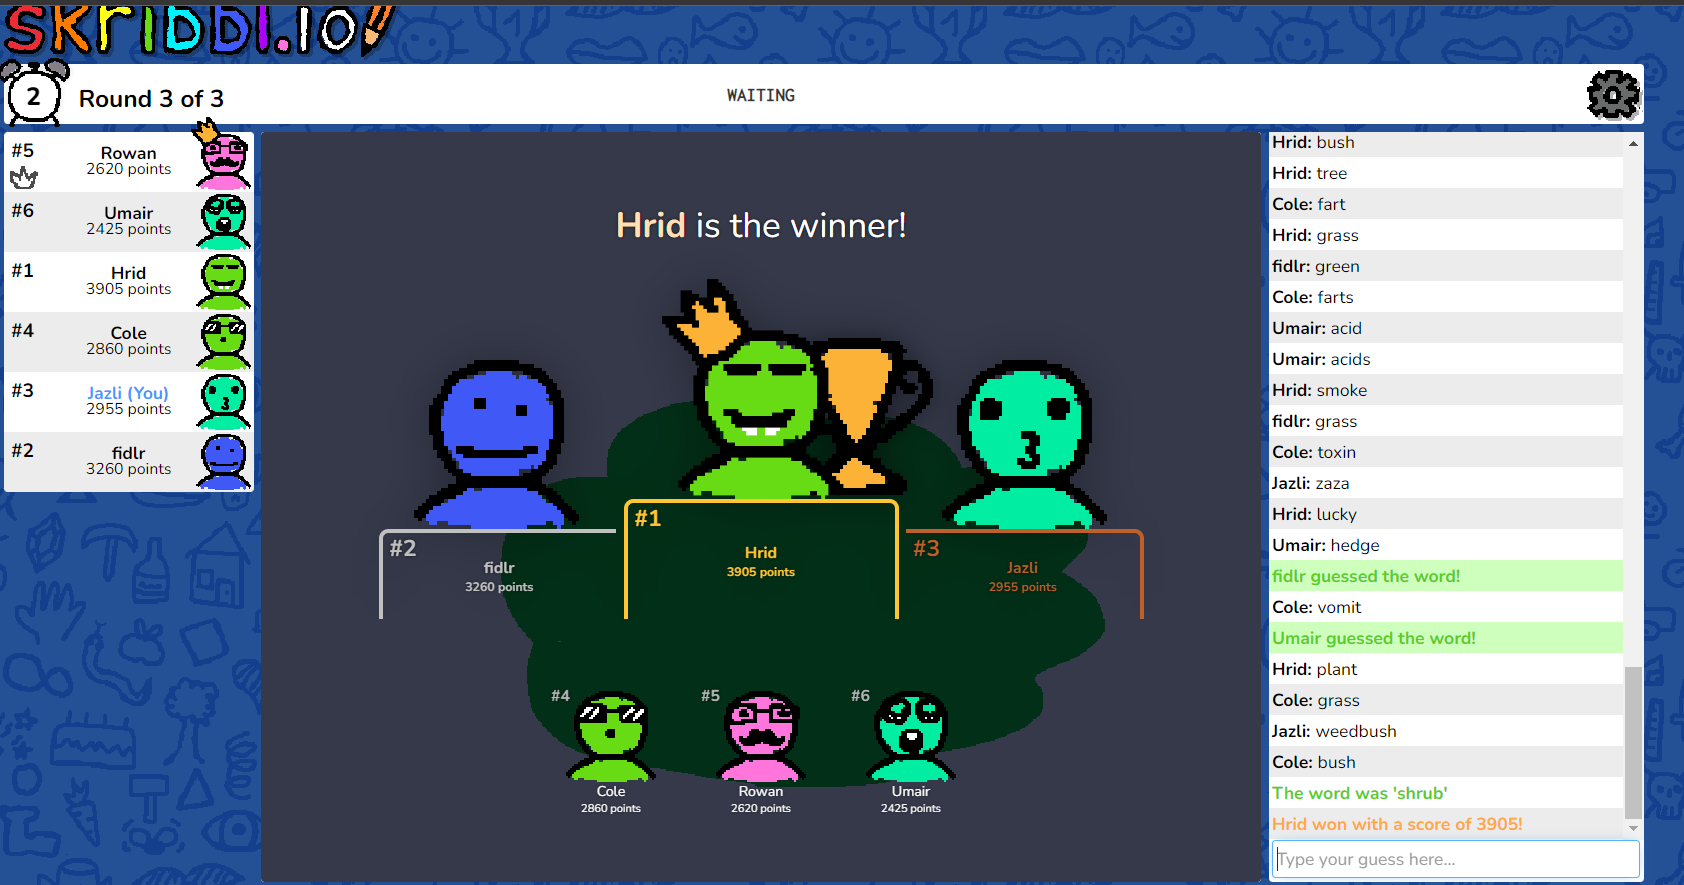 skribbl.io
2
Round 3 of 3
WAITING
#5
Rowan
2620 points
#6
Umair
2425 points
#1
Hrid
3905 points
#4
Cole
2860 points
#3
Jazli (You)
2955 points
#2
fidlr
3260 points
Hrid is the winner!
#1
Hrid
3905 points
#2
fidlr
3260 points
#3
Jazli
2955 points
#4
Cole
2860 points
#5
Rowan
2620 points
#6
Umair
2425 points
Hrid: bush
Hrid: tree
Cole: fart
Hrid: grass
fidlr: green
Cole: farts
Umair: acid
Umair: acids
Hrid: smoke
fidlr: grass
Cole: toxin
Jazli: zaza
Hrid: lucky
Umair: hedge
fidlr guessed the word!
Cole: vomit
Umair guessed the word!
Hrid: plant
Cole: grass
Jazli: weedbush
Cole: bush
The word was 'shrub'
Hrid won with a score of 3905!
Type your guess here...